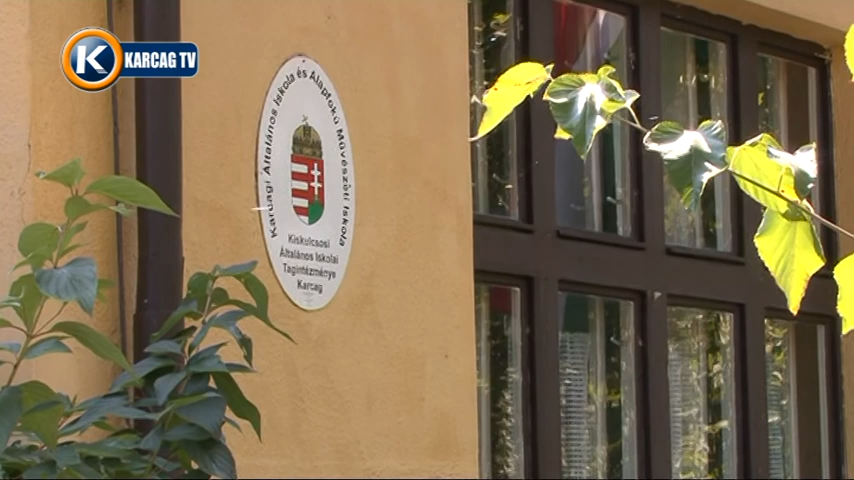 K KARCAG TV
Karcagi Általános Iskola és Alapfokú Művészeti Iskola
Kiskulcsosi
Általános Iskolai
Tagintézménye
Karcag